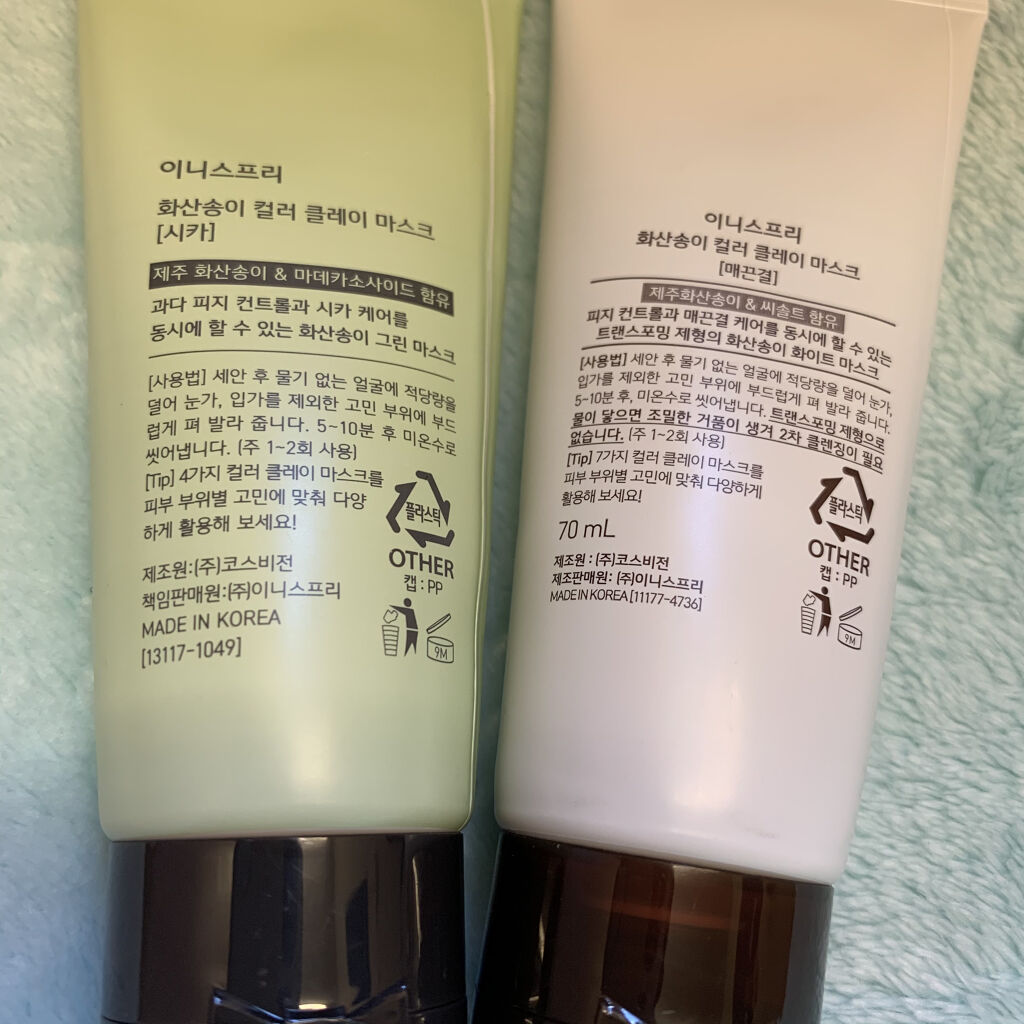 이니스프리
화산송이 컬러 클레이 마스크
[시카]
제주 화산송이 & 마데카소사이드 함유
과다 피지 컨트롤과 시카 케어를
동시에 할 수 있는 화산송이 그린 마스크
[사용법] 세안 후 물기 없는 얼굴에 적당량을
덜어 눈가, 입가를 제외한 고민 부위에 부드
럽게 펴 발라 줍니다. 5~10분 후 미온수로
씻어냅니다. (주 1~2회 사용)
[Tip] 4가지 컬러 클레이 마스크를
피부 부위별 고민에 맞춰 다양
하게 활용해 보세요!
플라스틱
OTHER
캡 : PP
제조원:(주)코스비전
책임판매원:(주)이니스프리
MADE IN KOREA
[13117-1049]
9M
이니스프리
화산송이 컬러 클레이 마스크
[매끈결]
제주화산송이 & 씨솔트 함유
피지 컨트롤과 매끈결 케어를 동시에 할 수 있는
트랜스포밍 제형의 화산송이 화이트 마스크
[사용법] 세안 후 물기 없는 얼굴에 적당량을 덜어 눈가,
입가를 제외한 고민 부위에 부드럽게 펴 발라 줍니다.
5~10분 후, 미온수로 씻어냅니다. 트랜스포밍 제형으로
물이 닿으면 조밀한 거품이 생겨 2차 클렌징이 필요
없습니다. (주 1~2회 사용)
[Tip] 7가지 컬러 클레이 마스크를
피부 부위별 고민에 맞춰 다양하게
활용해 보세요!
70 mL
플라스틱
OTHER
캡 : PP
제조원 : (주)코스비전
제조판매원: (주)이니스프리
MADE IN KOREA [11177-4736]
9M